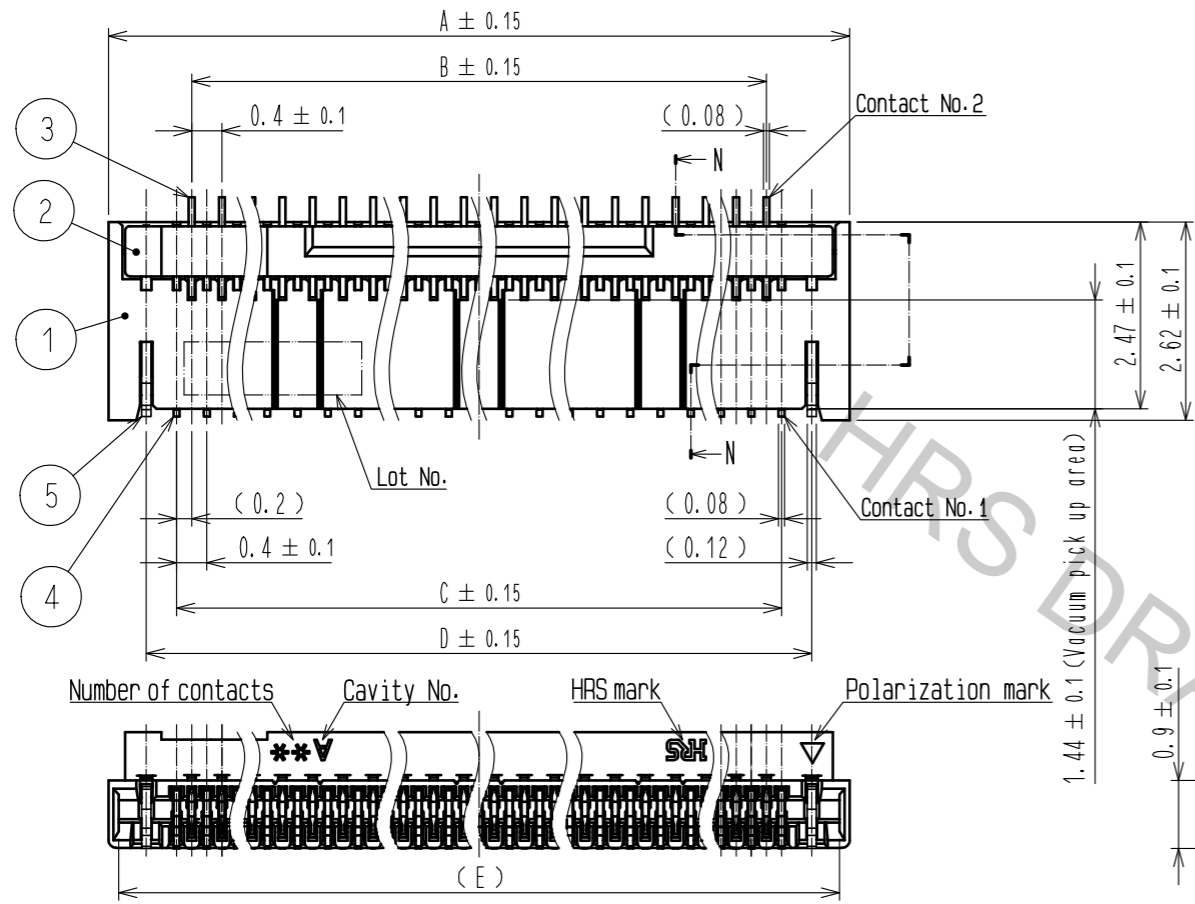 A ± 0.15
B ± 0.15
0.4 ± 0.1
( 0.08 )
Contact No.2
3
N
2
1
2.47 ± 0.1
2.62 ± 0.1
N
Lot No.
5
( 0.2 )
( 0.08 )
Contact No.1
0.4 ± 0.1
( 0.12 )
4
C ± 0.15
D ± 0.15
1.44 ± 0.1 (Vacuum pick up area)
0.9 ± 0.1
HRS DRA
Number of contacts
Cavity No.
HRS mark
Polarization mark
** A
HRS
( E )